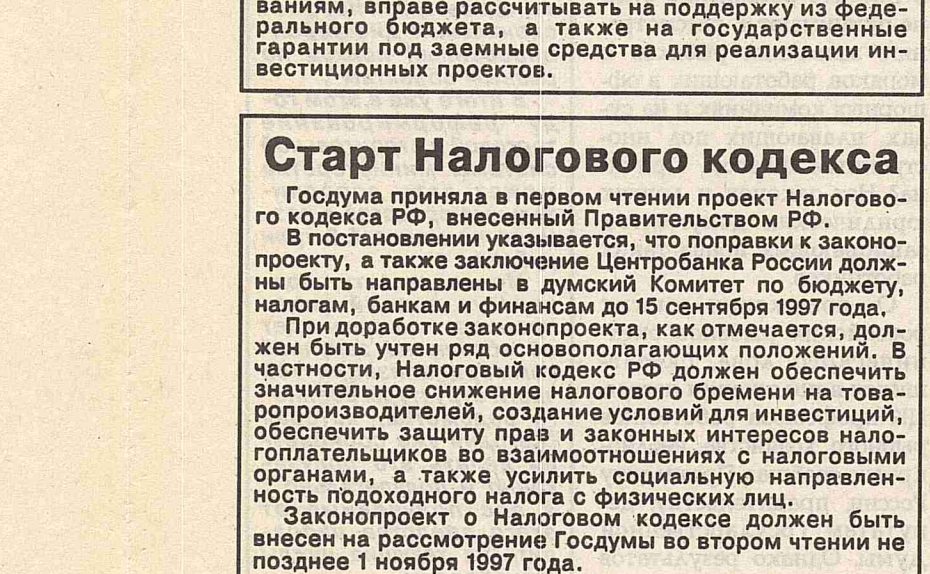 ваниям, вправе рассчитывать на поддержку из феде-
рального бюджета, а также на государственные
гарантии под заемные средства для реализации ин-
вестиционных проектов.
Старт Налогового кодекса
Госдума приняла в первом чтении проект Налогово-
го кодекса РФ, внесенный Правительством РФ.
В постановлении указывается, что поправки к законо-
проекту, а также заключение Центробанка России долж-
ны быть направлены в думский Комитет по бюджету,
налогам, банкам и финансам до 15 сентября 1997 года.
При доработке законопроекта, как отмечается, дол-
жен быть учтен ряд основополагающих положений. В
частности, Налоговый кодекс РФ должен обеспечить
значительное снижение налогового бремени на това-
ропроизводителей, создание условий для инвестиций,
обеспечить защиту прав и законных интересов нало-
гоплательщиков во взаимоотношениях с налоговыми
органами, а также усилить социальную направлен-
ность подоходного налога с физических лиц.
Законопроект о Налоговом кодексе должен быть
внесен на рассмотрение Госдумы во втором чтении не
позднее 1 ноября 1997 года.